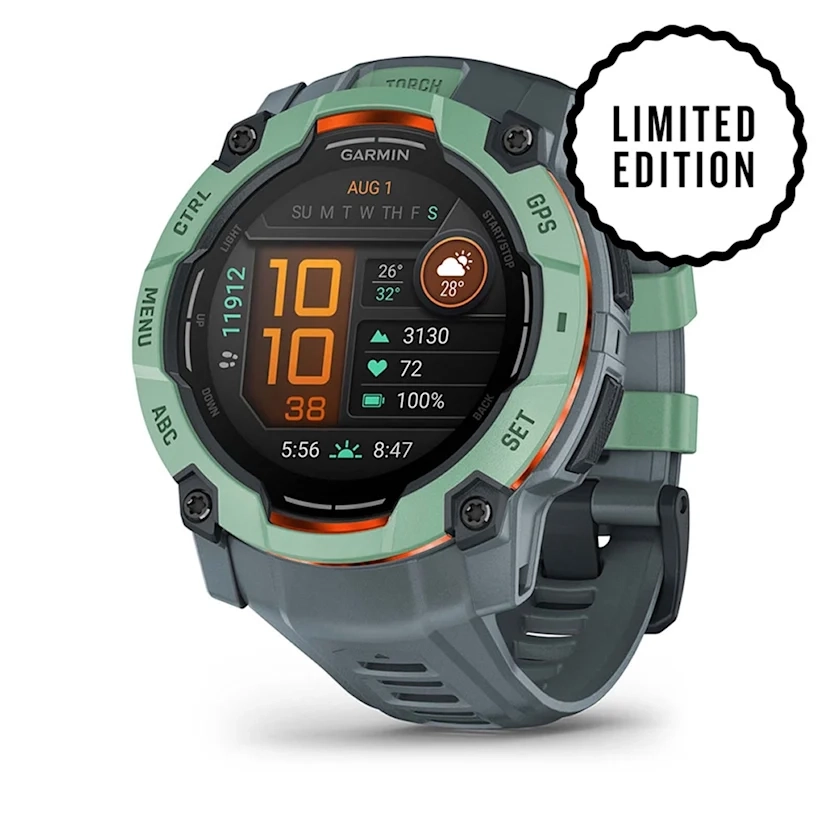 LIMITED
EDITION
TORCH
GARMIN
CTRL
GPS
AUG 1
SU M T W TH F S
LIGHT
START/STOP
11912
10
26°
32°
28°
MENU
UP
3130
10
72
DOWN
BACK
ABC
38
100%
SET
5:56
8:47